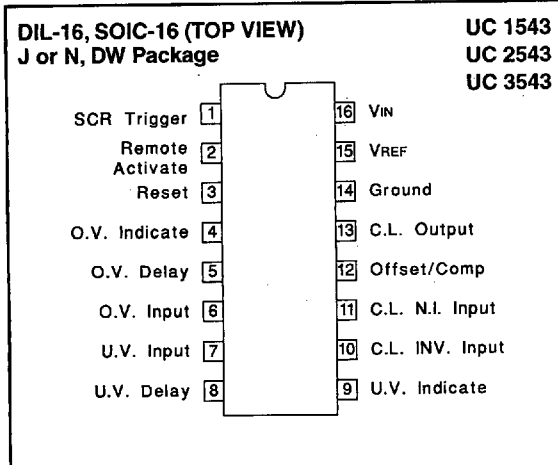 DIL-16, SOIC-16 (TOP VIEW)
J or N, DW Package
UC 1543
UC 2543
UC 3543
SCR Trigger 1
Remote
Activate 2
Reset 3
O.V. Indicate 4
O.V. Delay 5
O.V. Input 6
U.V. Input 7
U.V. Delay 8
16 VIN
15 VREF
14 Ground
13 C.L. Output
12 Offset/Comp
11 C.L. N.I. Input
10 C.L. INV. Input
9 U.V. Indicate